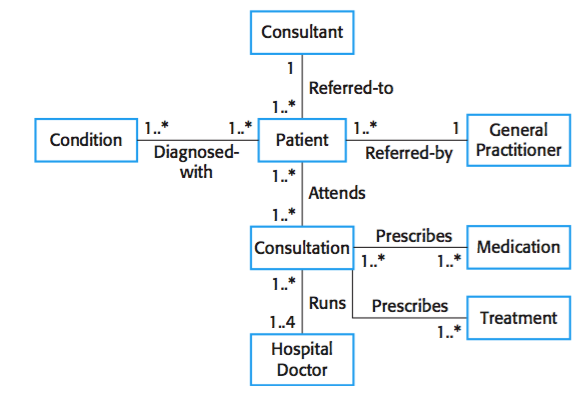 Consultant
1
Referred-to
1..*
Condition
1..*
1..*
Diagnosed-
with
Patient
1..*
1
Referred-by
General
Practitioner
1..*
Attends
1..*
Consultation
Prescribes
1..*
1..*
Medication
1..*
Runs
1..4
Prescribes
1..*
Treatment
Hospital
Doctor